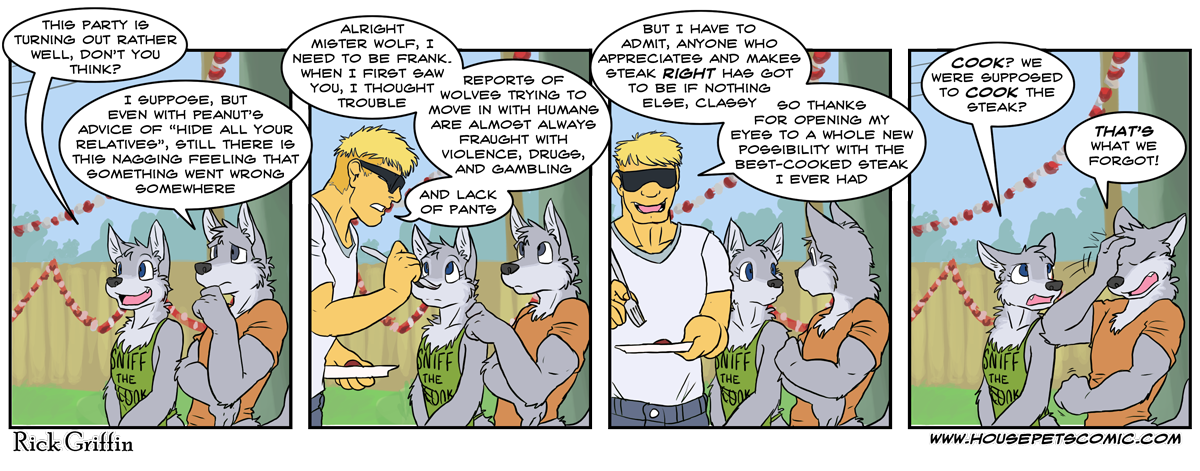 THIS PARTY IS
TURNING OUT RATHER
WELL, DON'T YOU
THINK?
I SUPPOSE, BUT
EVEN WITH PEANUT'S
ADVICE OF "HIDE ALL YOUR
RELATIVES", STILL THERE IS
THIS NAGGING FEELING THAT
SOMETHING WENT WRONG
SOMEWHERE
SNIFF
THE
COOK
ALRIGHT
MISTER WOLF, I
NEED TO BE FRANK.
WHEN I FIRST SAW
YOU, I THOUGHT
TROUBLE
REPORTS OF
WOLVES TRYING TO
MOVE IN WITH HUMANS
ARE ALMOST ALWAYS
FRAUGHT WITH
VIOLENCE, DRUGS,
AND GAMBLING
AND LACK
OF PANTS
SNIFF
THE
COOK
BUT I HAVE TO
ADMIT, ANYONE WHO
APPRECIATES AND MAKES
STEAK RIGHT HAS GOT
TO BE IF NOTHING
ELSE, CLASSY
SO THANKS
FOR OPENING MY
EYES TO A WHOLE NEW
POSSIBILITY WITH THE
BEST-COOKED STEAK
I EVER HAD
SNIFF
THE
COOK
COOK? WE
WERE SUPPOSED
TO COOK THE
STEAK?
THAT'S
WHAT WE
FORGOT!
SNIFF
THE
COOK
Rick Griffin
WWW.HOUSEPETSCOMIC.COM